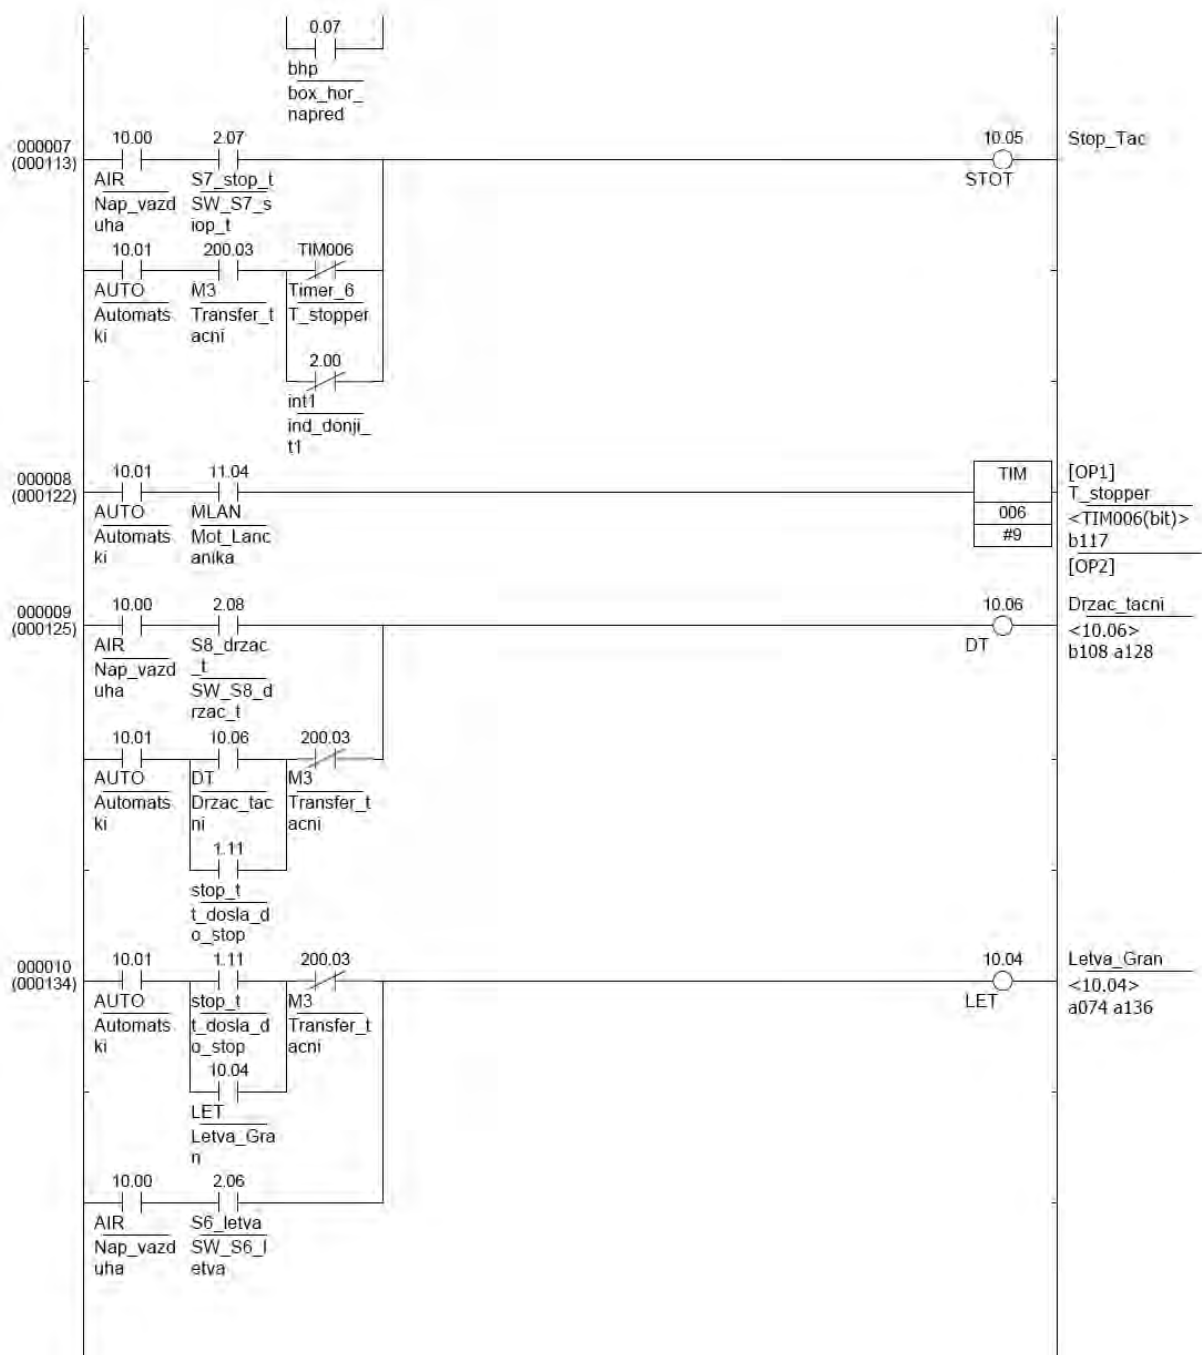 0.07
bhp
box_hor_
napred
000007
(000113)
10.00 2.07 10.05 Stop_Tac
AIR S7_stop_t STOT
Nap_vazd SW_S7_s
uha iop_t
10.01 200.03 TIM006
AUTO M3 Timer_6
Automats Transfer_t T_stopper
ki acni
2.00
int1
ind_donji_
t1
000008
(000122)
10.01 11.04 TIM [OP1]
T_stopper
AUTO MLAN 006 <TIM006(bit)>
Automats Mot_Lanc #9 b117
ki anika
[OP2]
000009
(000125)
10.00 2.08 10.06 Drzac_tacni
<10.06>
AIR S8_drzac DT b108 a128
Nap_vazd _t
uha SW_S8_d
rzac_t
10.01 10.06 200.03
AUTO DT M3
Automats Drzac_tac Transfer_t
ki ni acni
1.11
stop_t
t_dosla_d
o_stop
000010
(000134)
10.01 1.11 200.03 10.04 Letva_Gran
<10.04>
AUTO stop_t M3 LET a074 a136
Automats t_dosla_d Transfer_t
ki o_stop acni
10.04
LET
Letva_Gra
n
10.00 2.06
AIR S6_letva
Nap_vazd SW_S6_l
uha etva